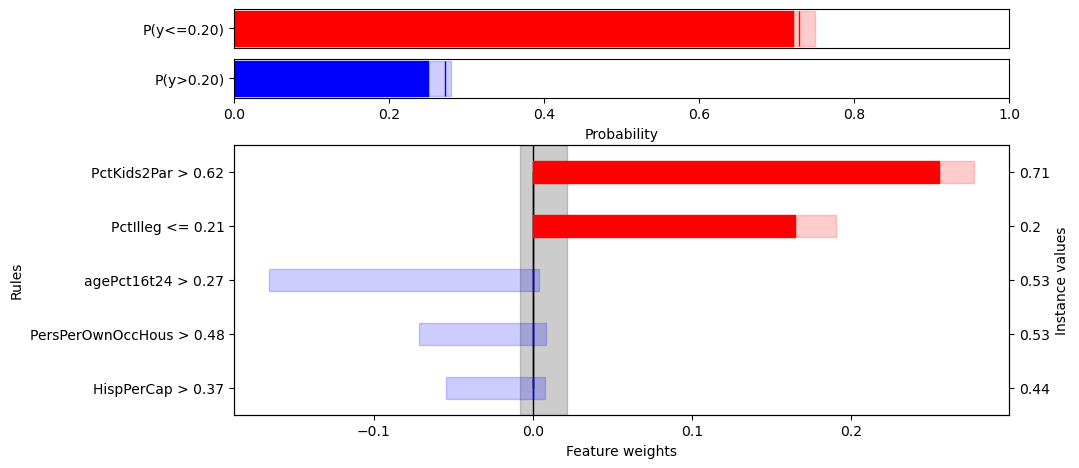 P(y<=0.20)
P(y>0.20)
0.0 0.2 0.4 0.6 0.8 1.0
Probability
PctKids2Par > 0.62 0.71
PctIlleg <= 0.21 0.2
agePct16t24 > 0.27 0.53
PersPerOwnOccHous > 0.48 0.53
HispPerCap > 0.37 0.44
Rules
Instance values
−0.1 0.0 0.1 0.2
Feature weights